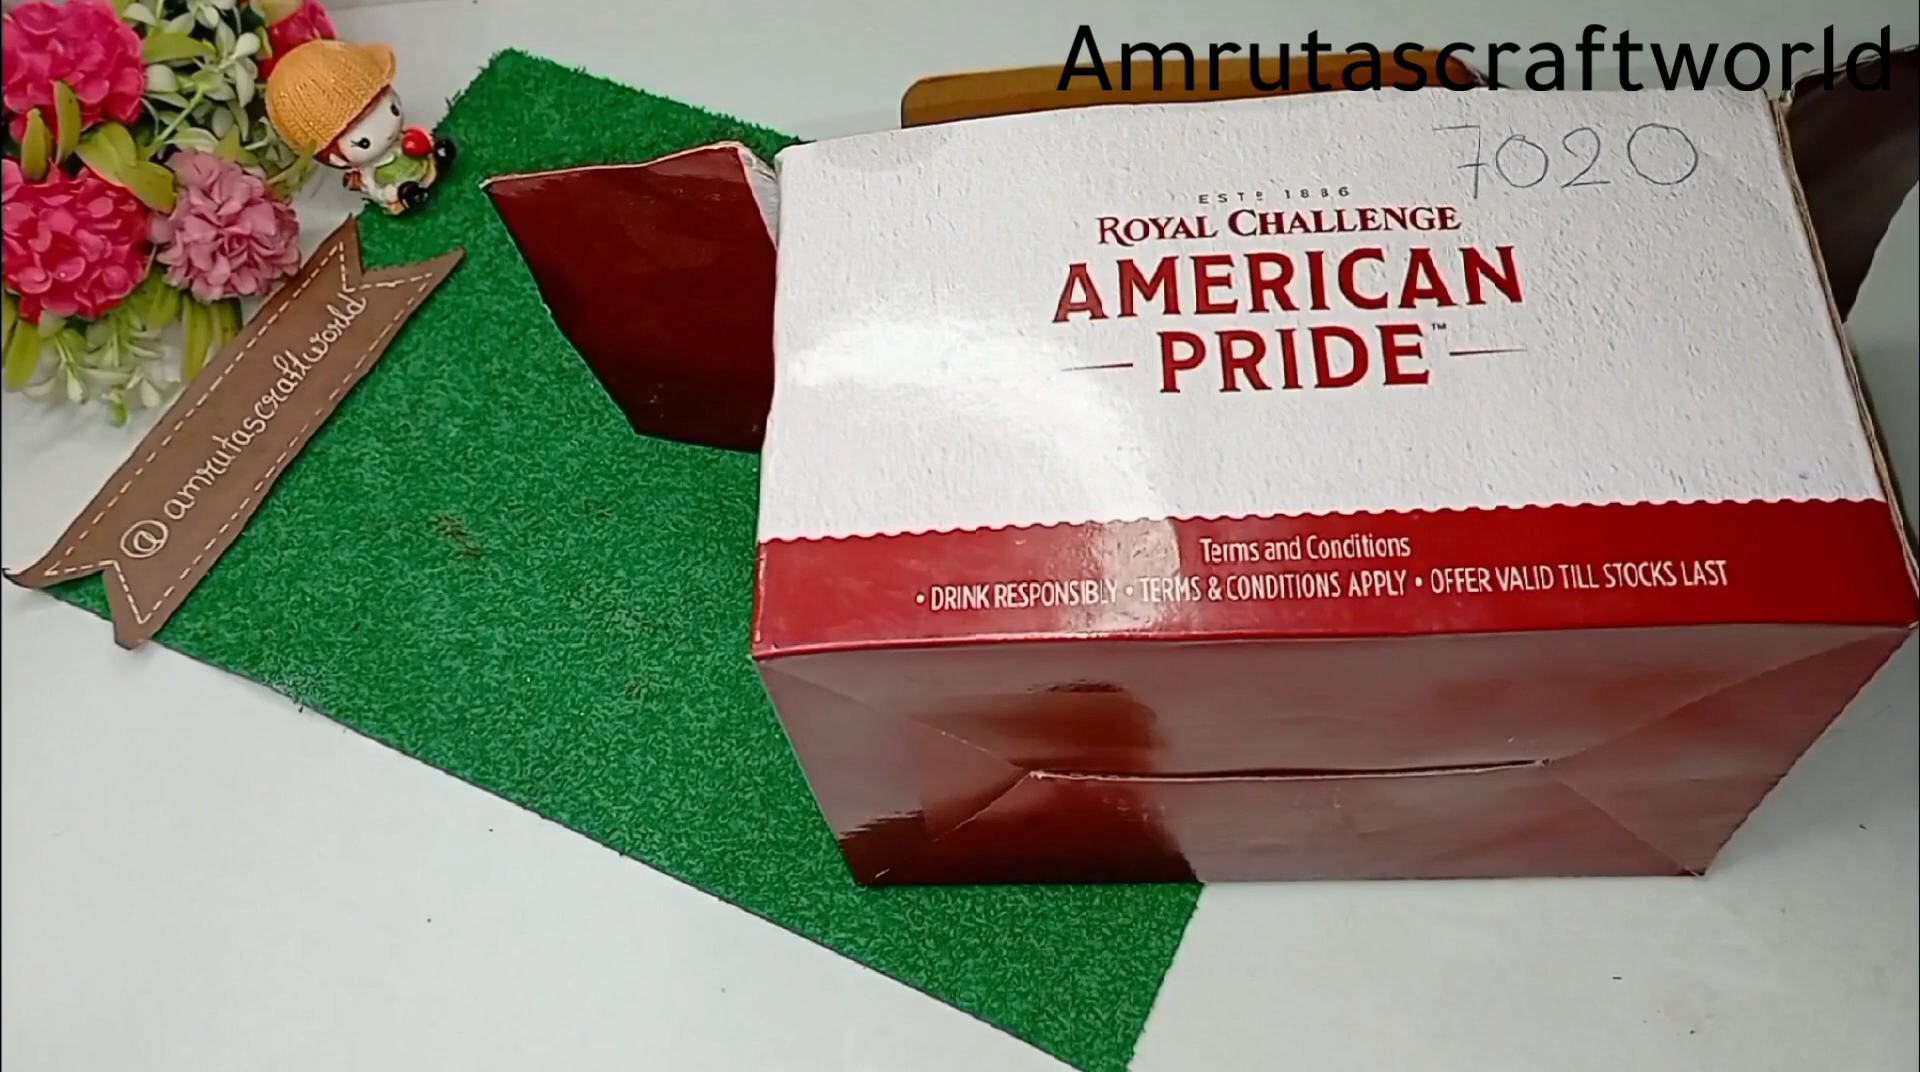 Amrutascraftworld
7020
ESTD 1886
ROYAL CHALLENGE
AMERICAN
PRIDE™
Terms and Conditions
• DRINK RESPONSIBLY • TERMS & CONDITIONS APPLY • OFFER VALID TILL STOCKS LAST
@amrutascraftworld